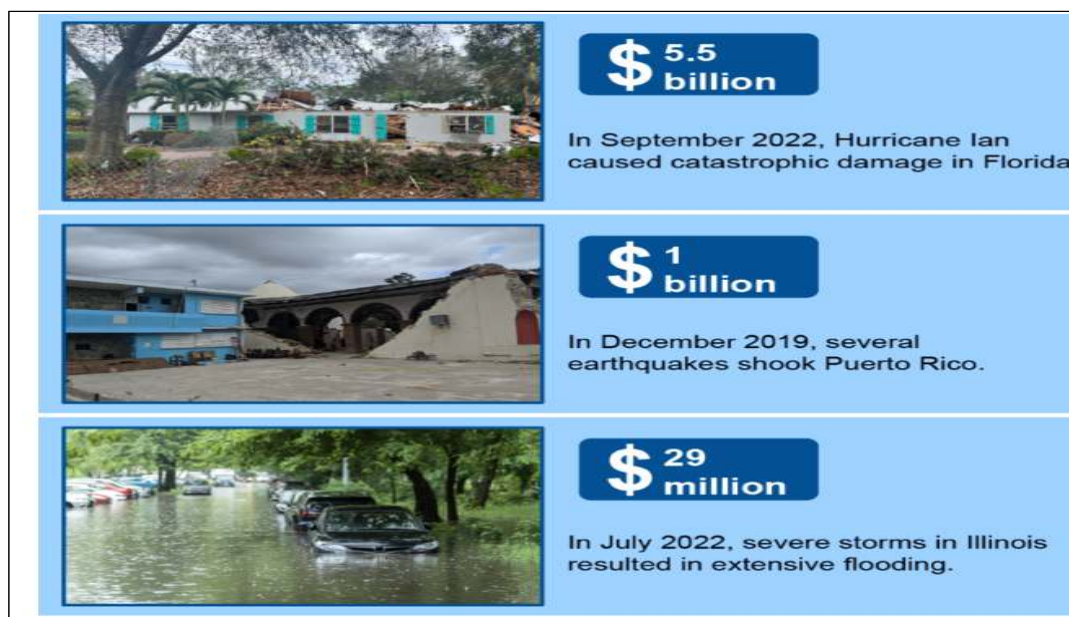 $ 5.5
billion
In September 2022, Hurricane Ian
caused catastrophic damage in Florida
$ 1
billion
In December 2019, several
earthquakes shook Puerto Rico.
$ 29
million
In July 2022, severe storms in Illinois
resulted in extensive flooding.